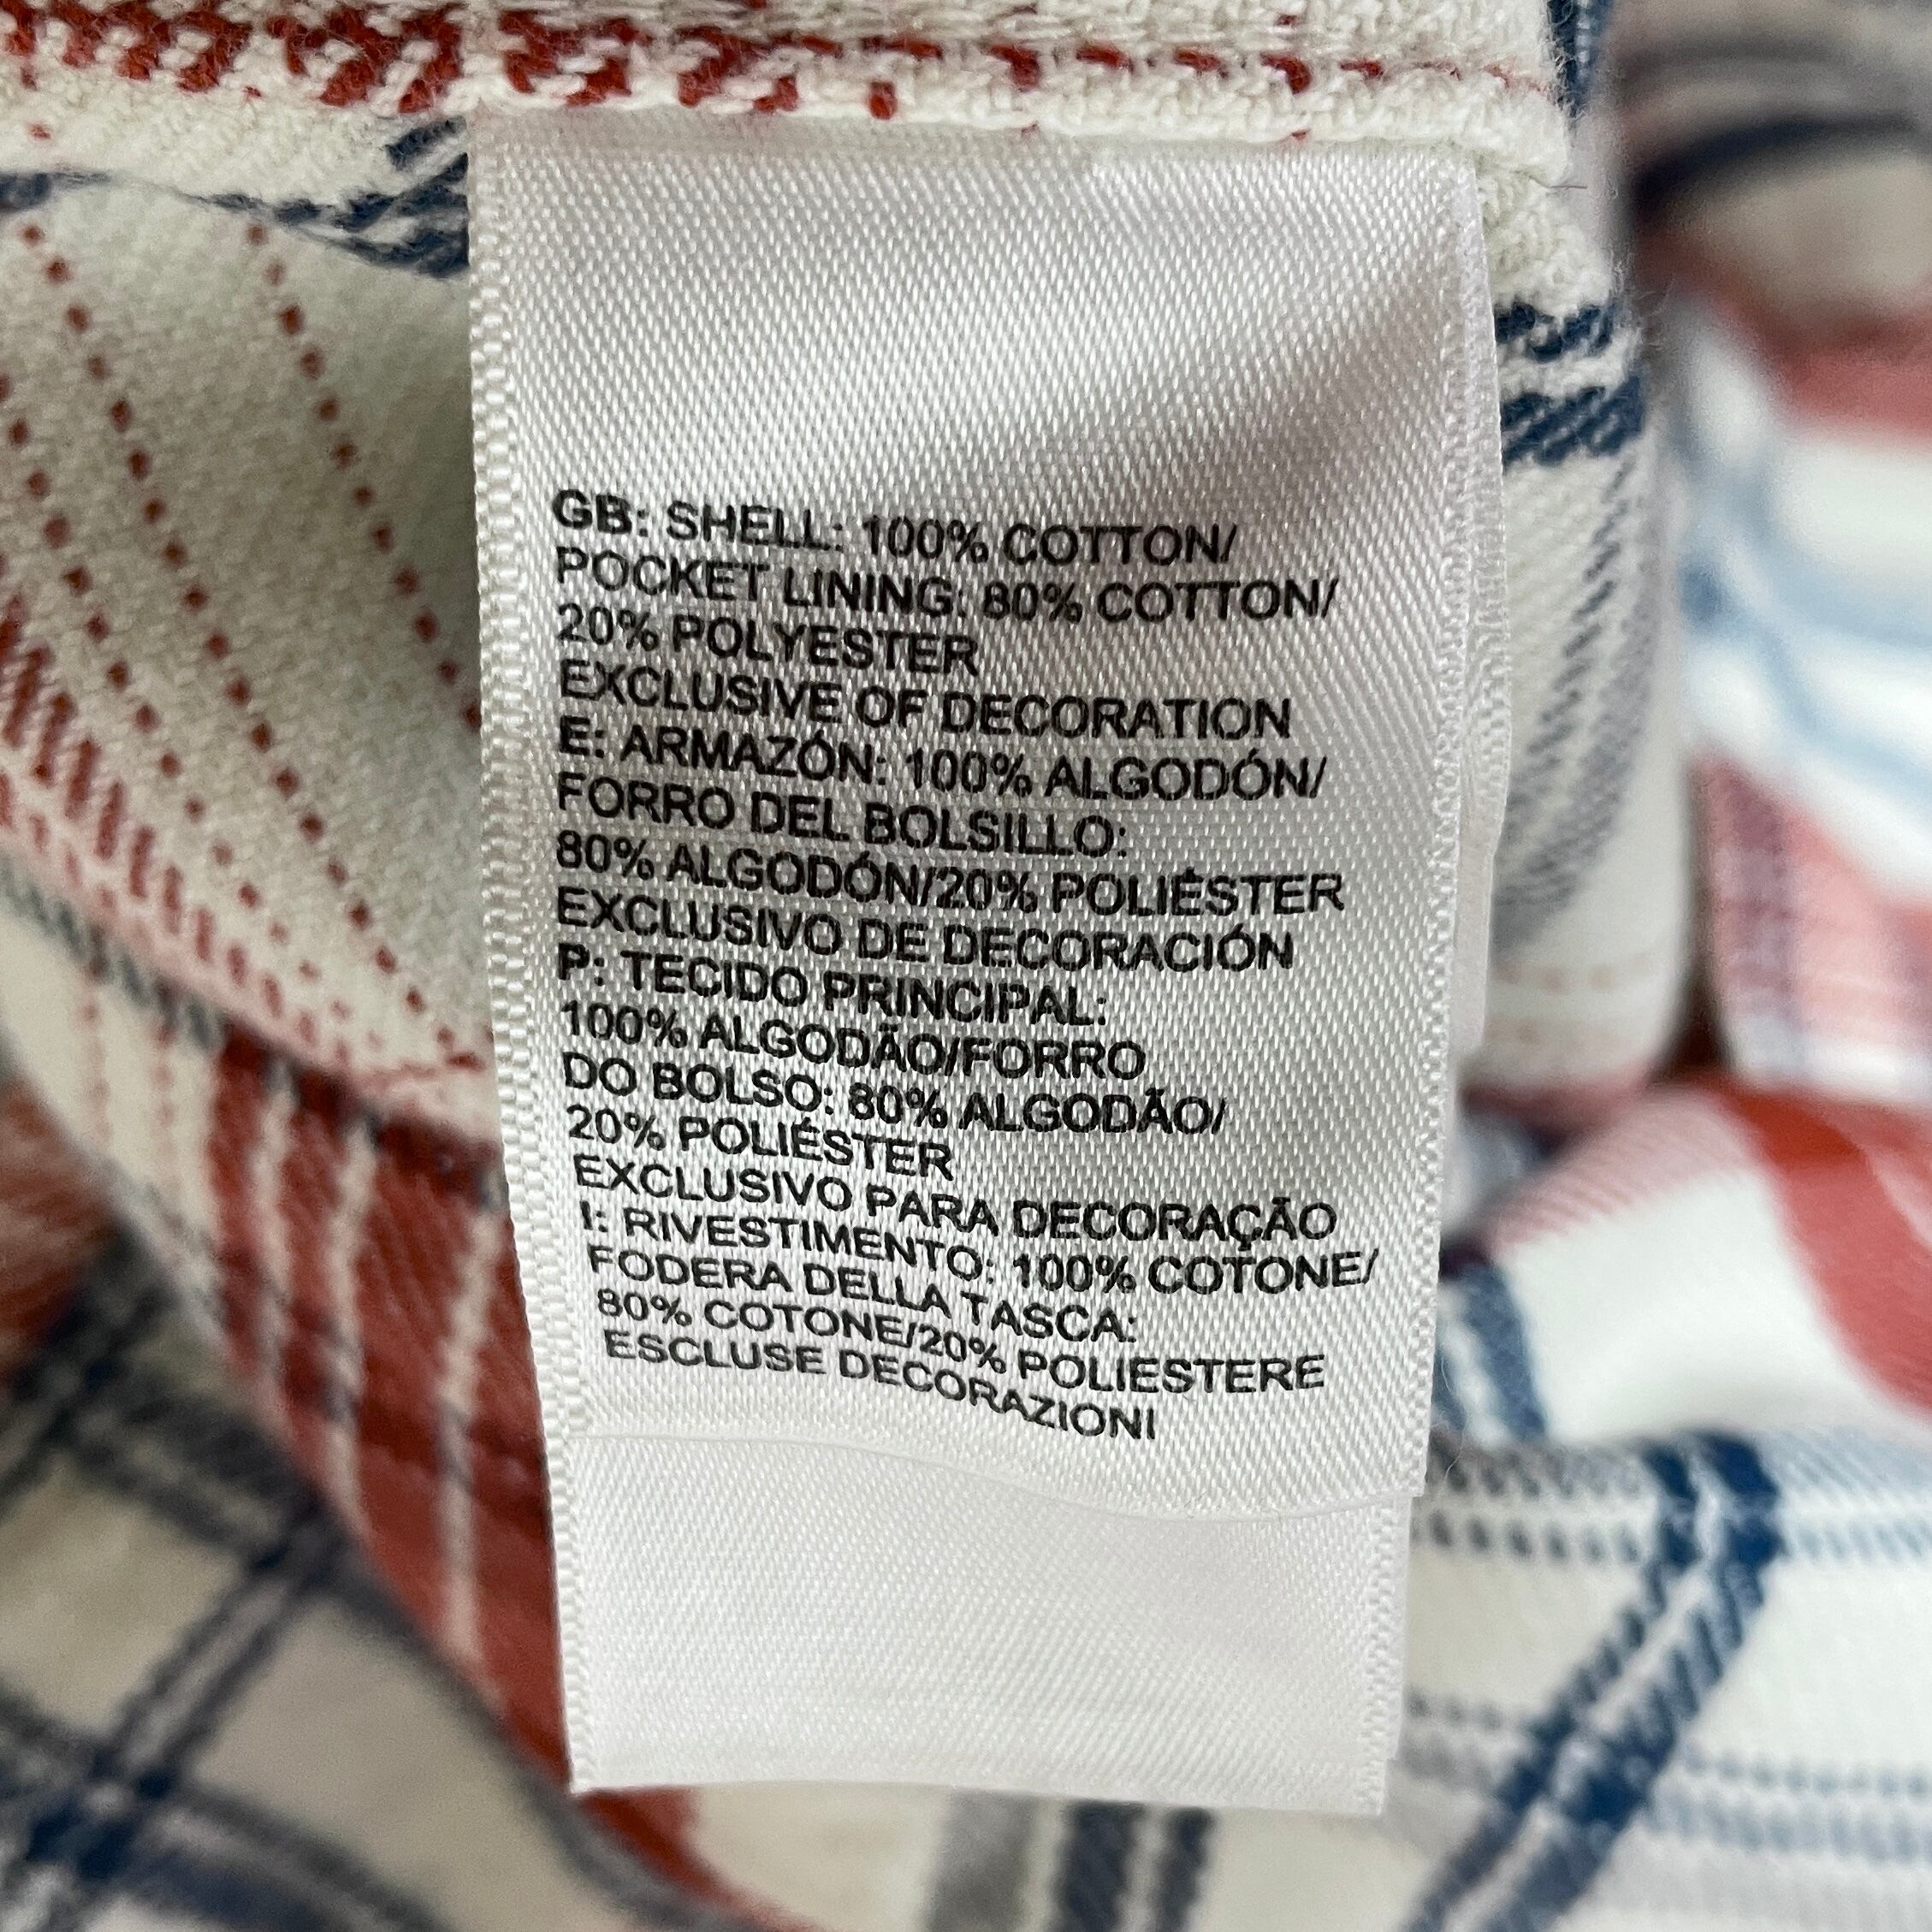 GB: SHELL: 100% COTTON/
POCKET LINING: 80% COTTON/
20% POLYESTER
EXCLUSIVE OF DECORATION
E: ARMAZÓN: 100% ALGODÓN/
FORRO DEL BOLSILLO:
80% ALGODÓN/20% POLIÉSTER
EXCLUSIVO DE DECORACIÓN
P: TECIDO PRINCIPAL:
100% ALGODÃO/FORRO
DO BOLSO: 80% ALGODÃO/
20% POLIÉSTER
EXCLUSIVO PARA DECORAÇÃO
I: RIVESTIMENTO: 100% COTONE/
FODERA DELLA TASCA:
80% COTONE/20% POLIESTERE
ESCLUSE DECORAZIONI